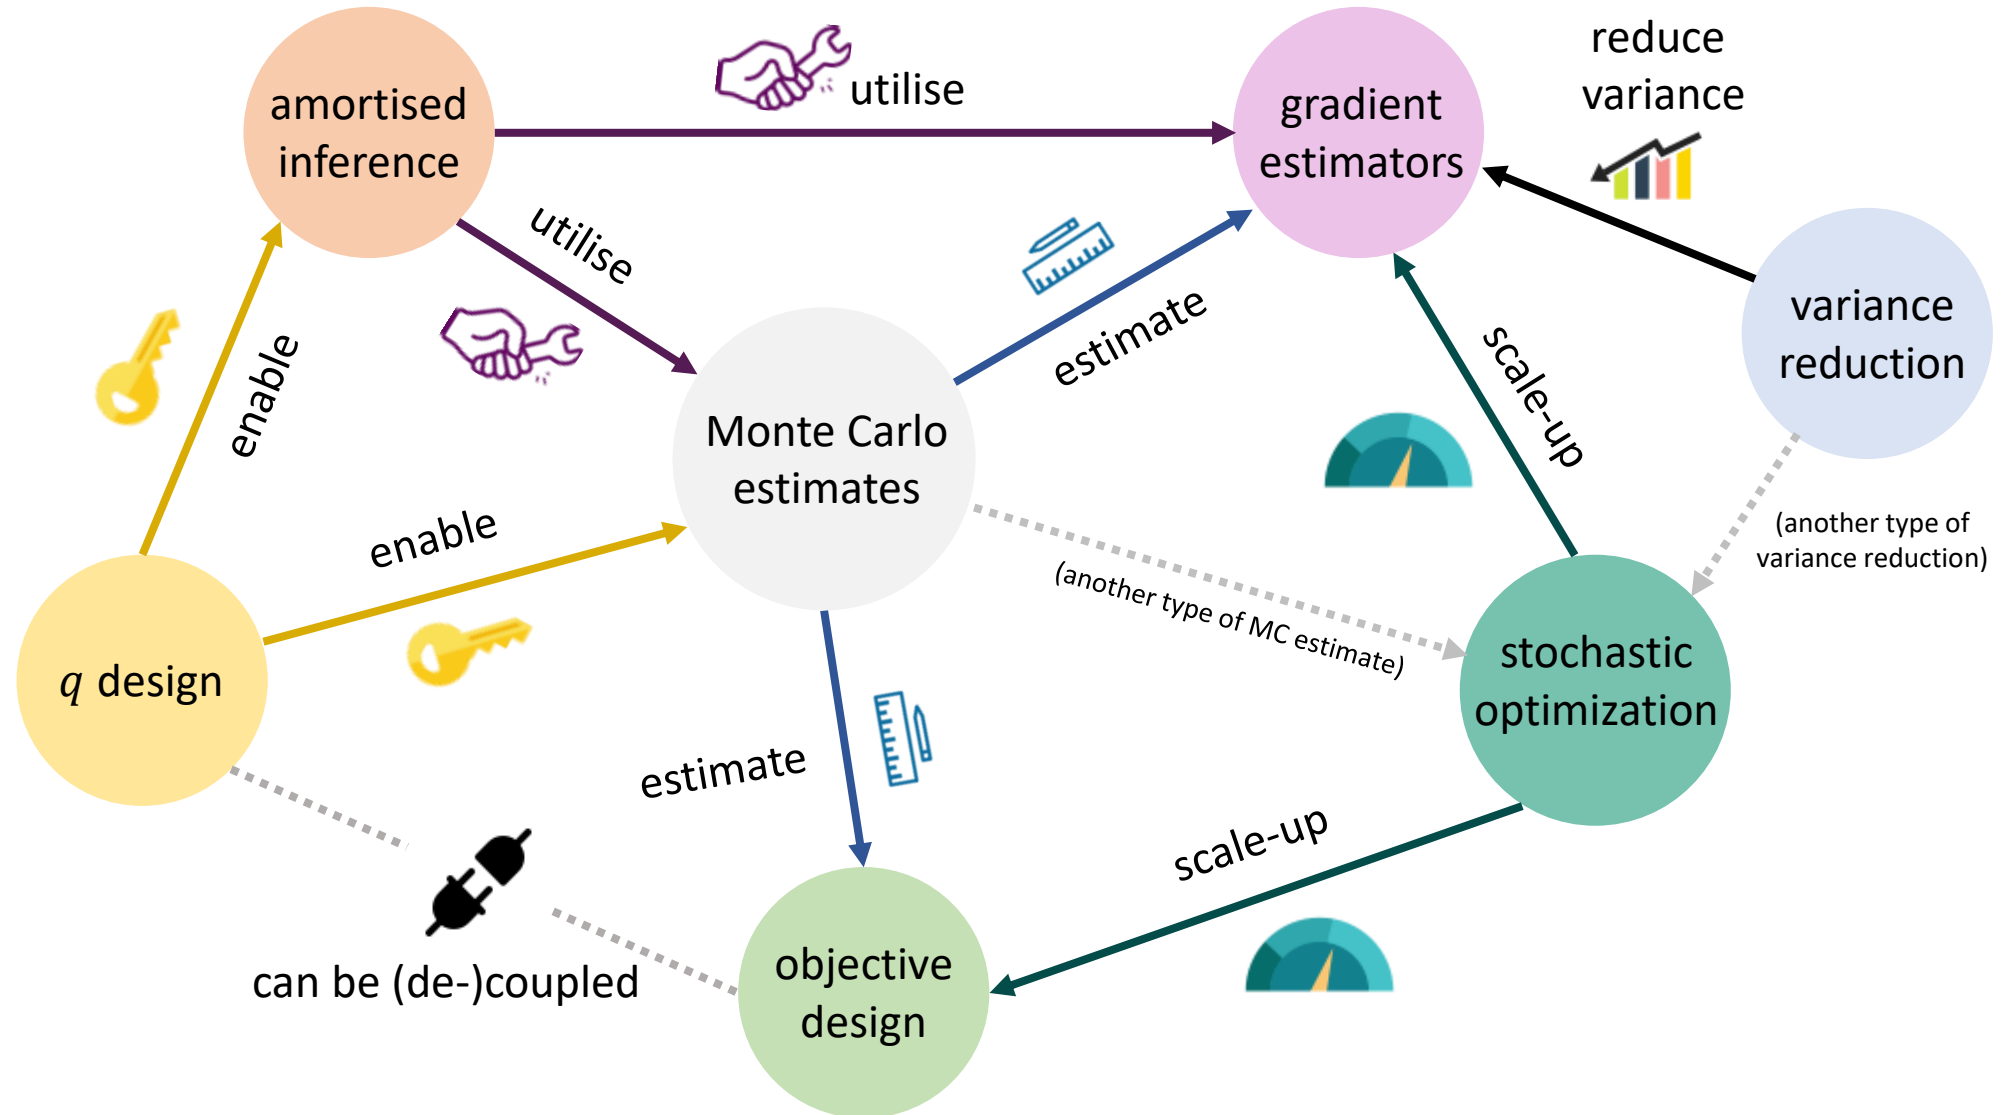 amortised
inference
utilise
gradient
estimators
reduce
variance
utilise
estimate
enable
scale-up
variance
reduction
Monte Carlo
estimates
enable
(another type of
variance reduction)
(another type of MC estimate)
q design
stochastic
optimization
estimate
scale-up
can be (de-)coupled
objective
design